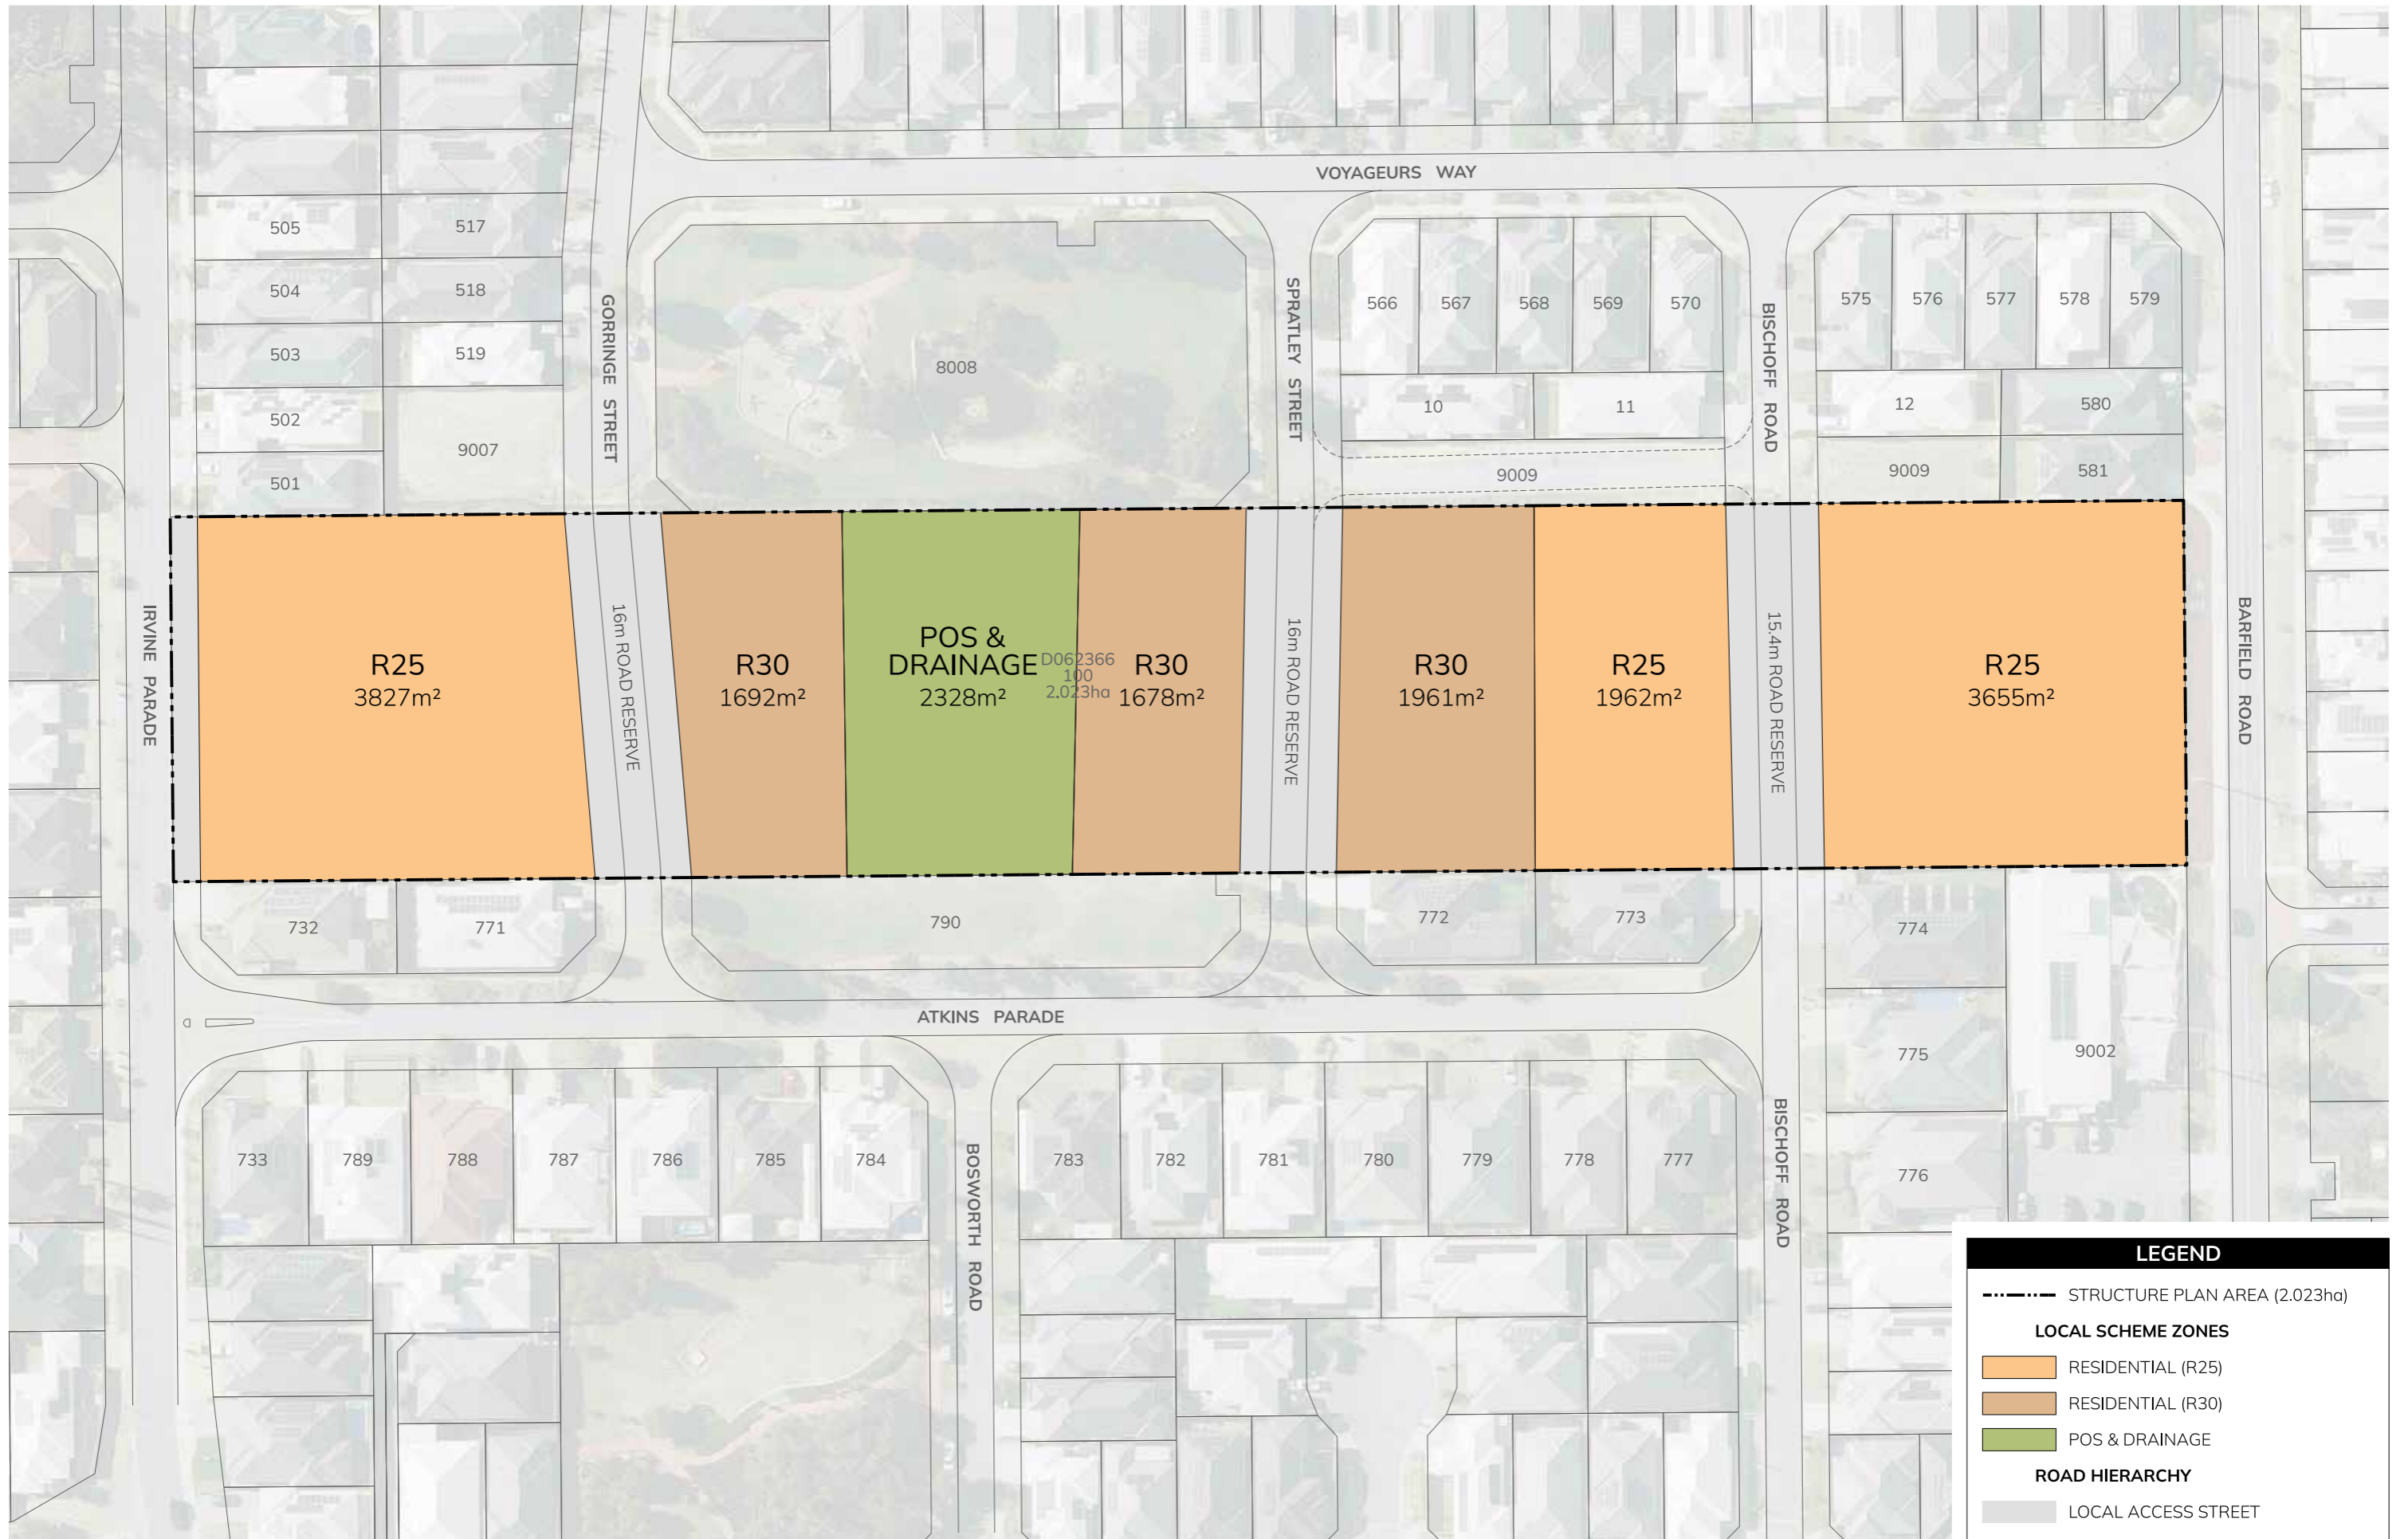 VOYAGEURS WAY
505
517
504
518
503
519
502
9007
501
GORRINGE STREET
8008
SPRATLEY STREET
566
567
568
569
570
10
11
9009
BISCHOFF ROAD
575
576
577
578
579
12
580
9009
581
IRVINE PARADE
R25
3827m²
16m ROAD RESERVE
R30
1692m²
POS &
DRAINAGE
2328m²
D062366
100
2.023ha
R30
1678m²
16m ROAD RESERVE
R30
1961m²
R25
1962m²
15.4m ROAD RESERVE
R25
3655m²
BARFIELD ROAD
732
771
790
772
773
774
ATKINS PARADE
775
9002
733
789
788
787
786
785
784
BOSWORTH ROAD
783
782
781
780
779
778
777
BISCHOFF ROAD
776
LEGEND
STRUCTURE PLAN AREA (2.023ha)
LOCAL SCHEME ZONES
RESIDENTIAL (R25)
RESIDENTIAL (R30)
POS & DRAINAGE
ROAD HIERARCHY
LOCAL ACCESS STREET